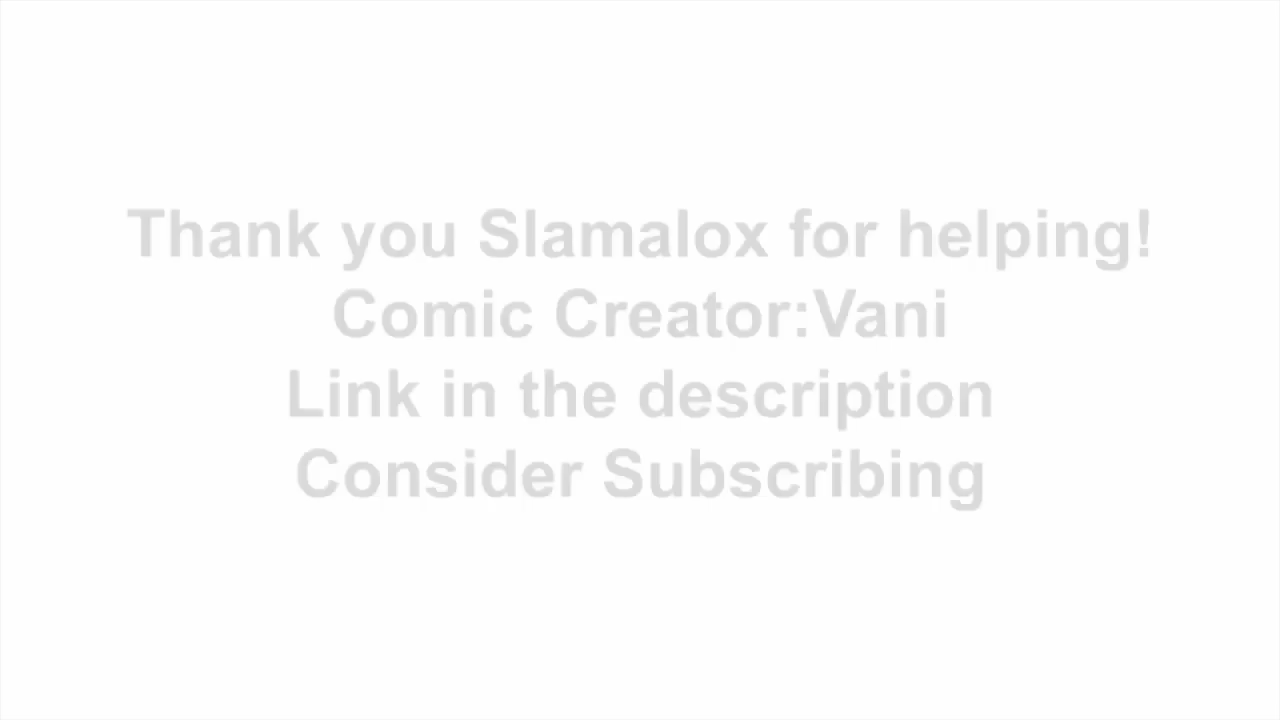 Thank you Slamalox for helping!
Comic Creator:Vani
Link in the description
Consider Subscribing